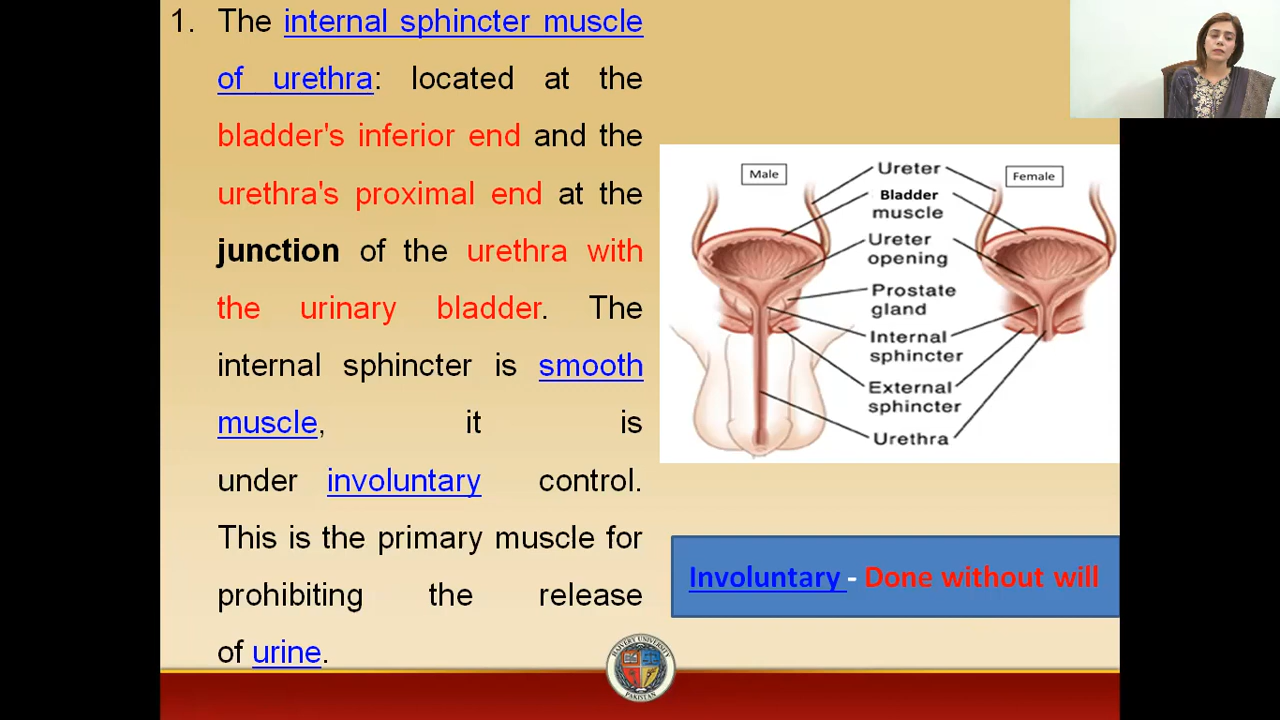 1. The internal sphincter muscle
of urethra: located at the
bladder's inferior end and the
urethra's proximal end at the
junction of the urethra with
the urinary bladder. The
internal sphincter is smooth
muscle, it is
under involuntary control.
This is the primary muscle for
prohibiting the release
of urine.
Male
Ureter
Female
Bladder
muscle
Ureter
opening
Prostate
gland
Internal
sphincter
External
sphincter
Urethra
Involuntary - Done without will
PAKISTAN